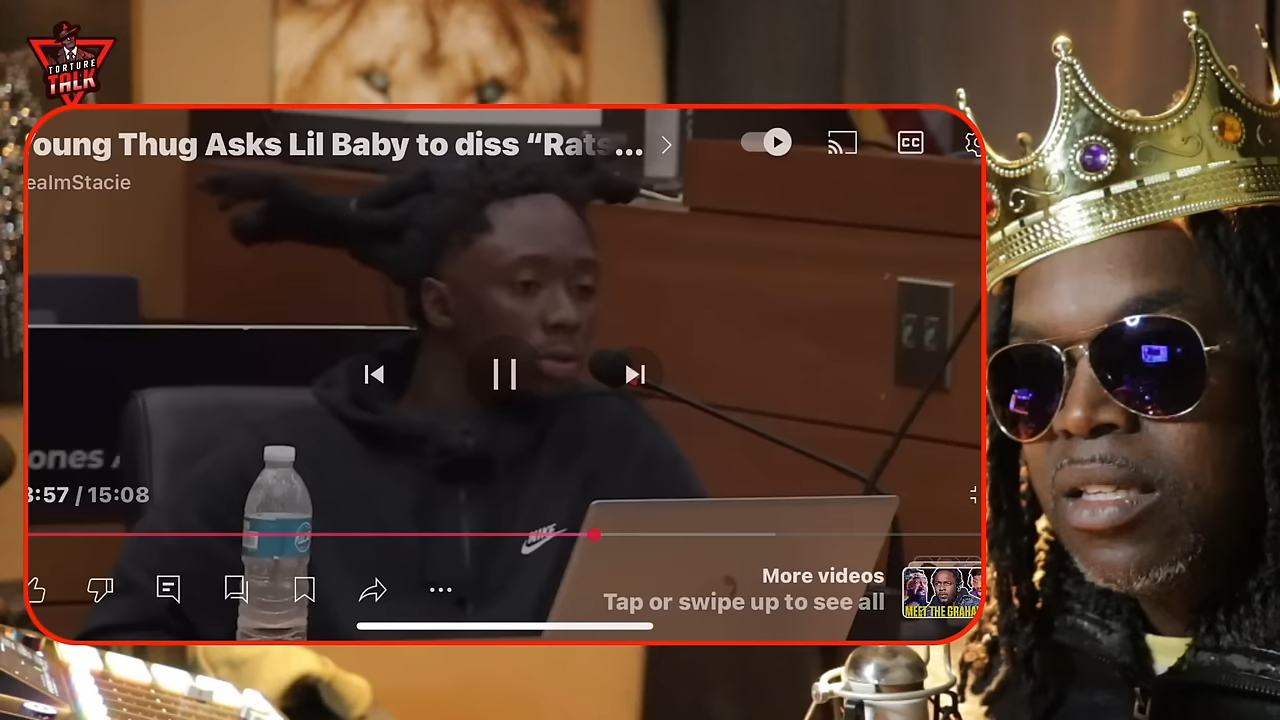 TORTURE
TALK
oung Thug Asks Lil Baby to diss “Rats...
ealmStacie
CC
ones
3:57 / 15:08
NIKE
More videos
Tap or swipe up to see all
MEET THE GRAHA